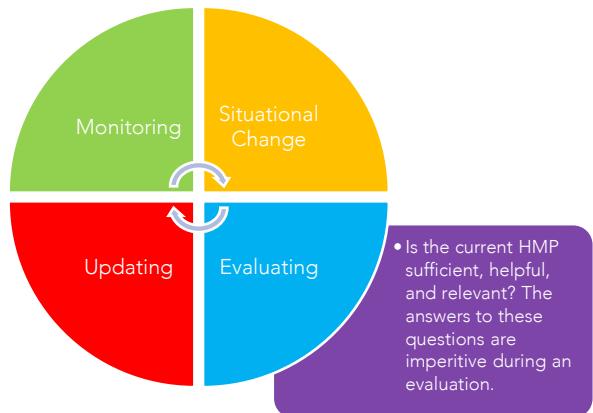 Monitoring
Situational
Change
Updating
Evaluating
• Is the current HMP
sufficient, helpful,
and relevant? The
answers to these
questions are
imperitive during an
evaluation.